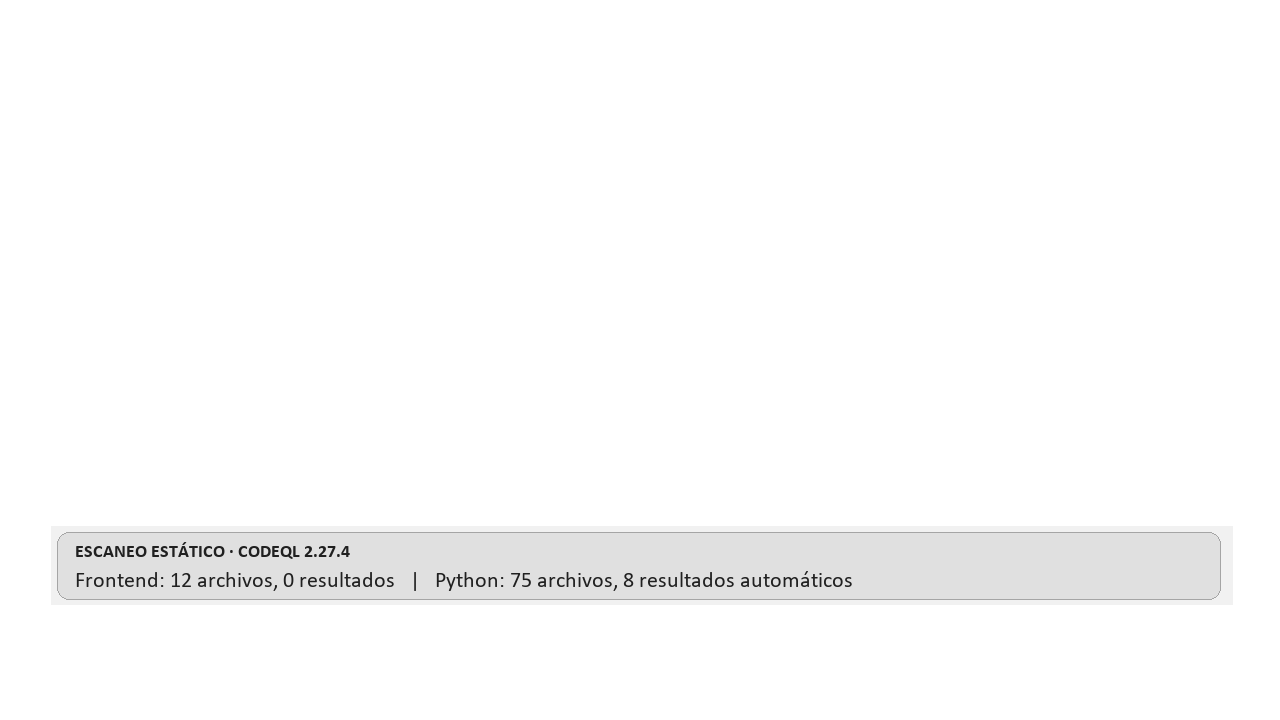 ESCANEO ESTÁTICO · CODEQL 2.27.4
Frontend: 12 archivos, 0 resultados | Python: 75 archivos, 8 resultados automáticos